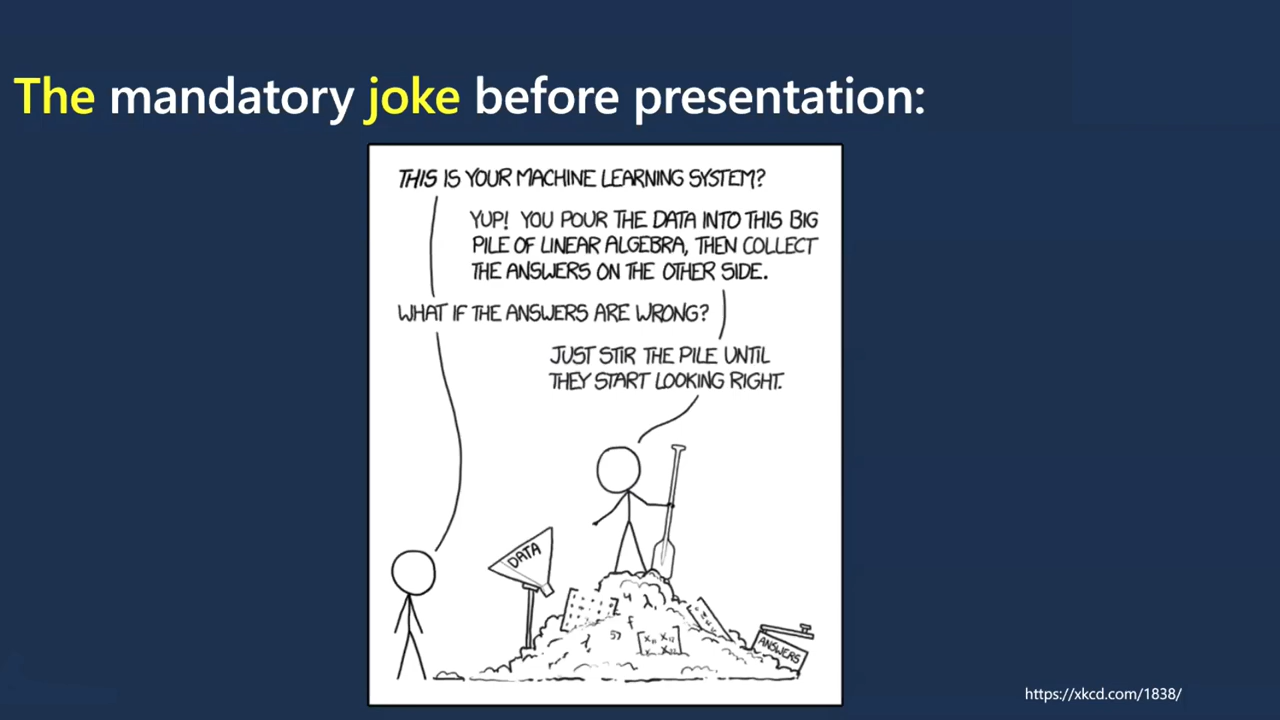 The mandatory joke before presentation:
THIS IS YOUR MACHINE LEARNING SYSTEM?
YUP! YOU POUR THE DATA INTO THIS BIG
PILE OF LINEAR ALGEBRA, THEN COLLECT
THE ANSWERS ON THE OTHER SIDE.
WHAT IF THE ANSWERS ARE WRONG?
JUST STIR THE PILE UNTIL
THEY START LOOKING RIGHT.
DATA
ANSWERS
https://xkcd.com/1838/